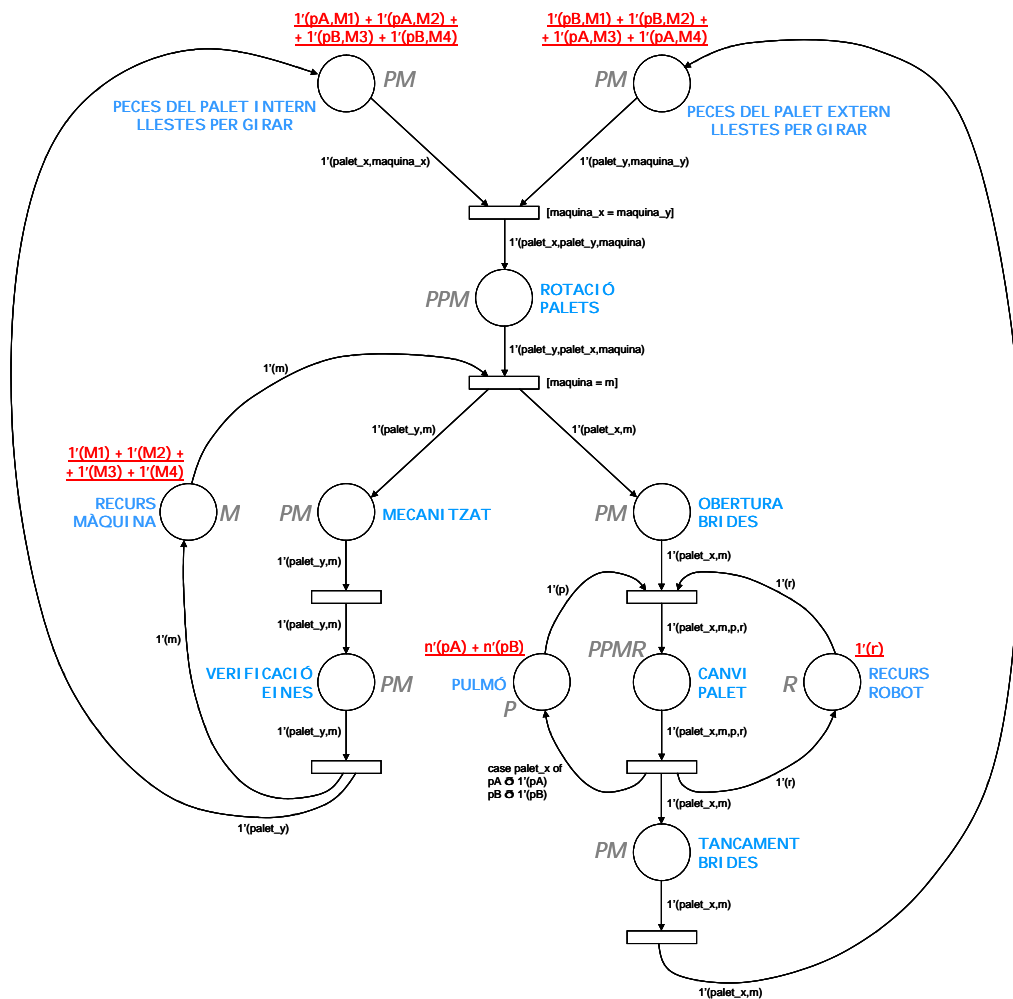 1'(pA,M1) + 1'(pA,M2) +
+ 1'(pB,M3) + 1'(pB,M4)
1'(pB,M1) + 1'(pB,M2) +
+ 1'(pA,M3) + 1'(pA,M4)
PM
PM
PECES DEL PALET INTERN
LLESTES PER GIRAR
PECES DEL PALET EXTERN
LLESTES PER GIRAR
1'(palet_x,maquina_x)
1'(palet_y,maquina_y)
[maquina_x = maquina_y]
1'(palet_x,palet_y,maquina)
PPM
ROTACIÓ
PALETS
1'(palet_y,palet_x,maquina)
1'(m)
[maquina = m]
1'(palet_y,m)
1'(palet_x,m)
1'(M1) + 1'(M2) +
+ 1'(M3) + 1'(M4)
RECURS
MÀQUINA
M
PM
MECANITZAT
PM
OBERTURA
BRIDES
1'(palet_y,m)
1'(palet_x,m)
1'(p)
1'(r)
1'(palet_y,m)
1'(palet_x,m,p,r)
1'(m)
n'(pA) + n'(pB)
PPMR
1'(r)
VERIFICACIÓ
EINES
PM
PULMÓ
P
CANVI
PALET
R
RECURS
ROBOT
1'(palet_y,m)
1'(palet_x,m,p,r)
case palet_x of
pA ō 1'(pA)
pB ō 1'(pB)
1'(r)
1'(palet_x,m)
1'(palet_y)
PM
TANCAMENT
BRIDES
1'(palet_x,m)
1'(palet_x,m)